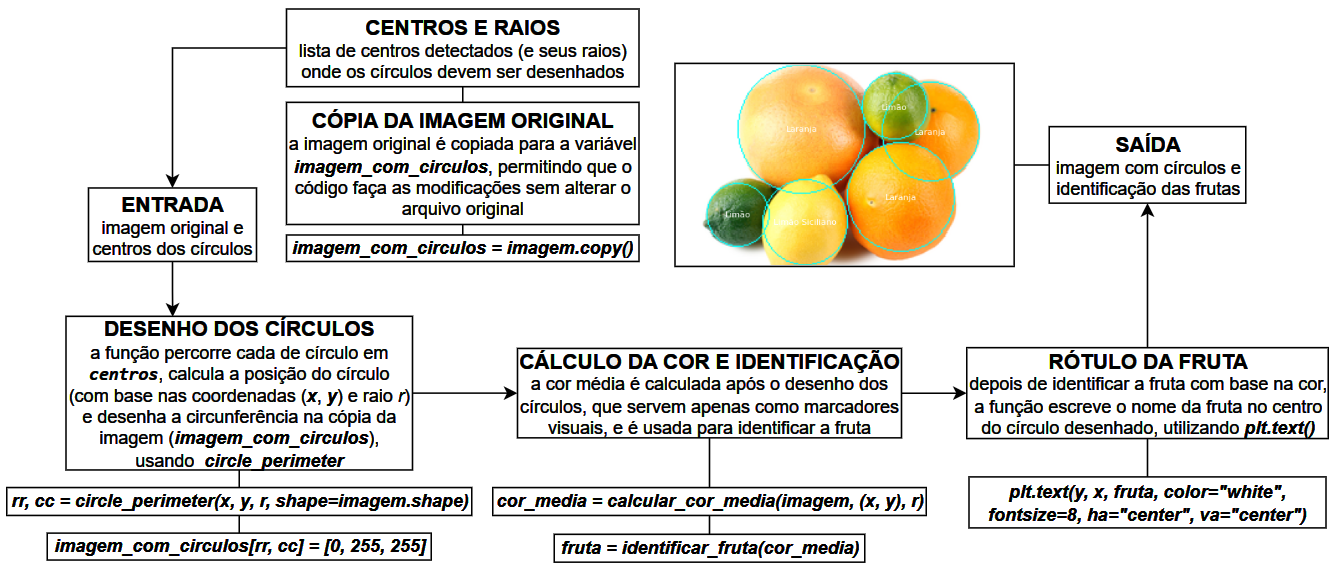 CENTROS E RAIOS
lista de centros detectados (e seus raios)
onde os círculos devem ser desenhados
CÓPIA DA IMAGEM ORIGINAL
a imagem original é copiada para a variável
imagem_com_circulos, permitindo que o
código faça as modificações sem alterar o
arquivo original
imagem_com_circulos = imagem.copy()
ENTRADA
imagem original e
centros dos círculos
DESENHO DOS CÍRCULOS
a função percorre cada de círculo em
centros, calcula a posição do círculo
(com base nas coordenadas (x, y) e raio r)
e desenha a circunferência na cópia da
imagem (imagem_com_circulos),
usando circle_perimeter
rr, cc = circle_perimeter(x, y, r, shape=imagem.shape)
imagem_com_circulos[rr, cc] = [0, 255, 255]
CÁLCULO DA COR E IDENTIFICAÇÃO
a cor média é calculada após o desenho dos
círculos, que servem apenas como marcadores
visuais, e é usada para identificar a fruta
cor_media = calcular_cor_media(imagem, (x, y), r)
fruta = identificar_fruta(cor_media)
RÓTULO DA FRUTA
depois de identificar a fruta com base na cor,
a função escreve o nome da fruta no centro
do círculo desenhado, utilizando plt.text()
plt.text(y, x, fruta, color="white",
fontsize=8, ha="center", va="center")
SAÍDA
imagem com círculos e
identificação das frutas
Laranja
Limão
Laranja
Laranja
Limão
Siciliano